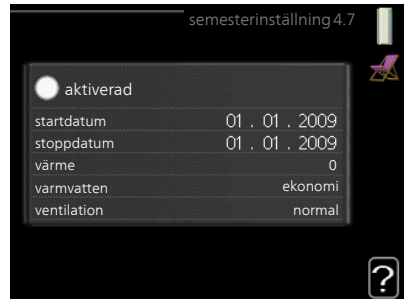 semesterinställning 4.7
aktiverad
startdatum 01 . 01 . 2009
stoppdatum 01 . 01 . 2009
värme 0
varmvatten ekonomi
ventilation normal
?